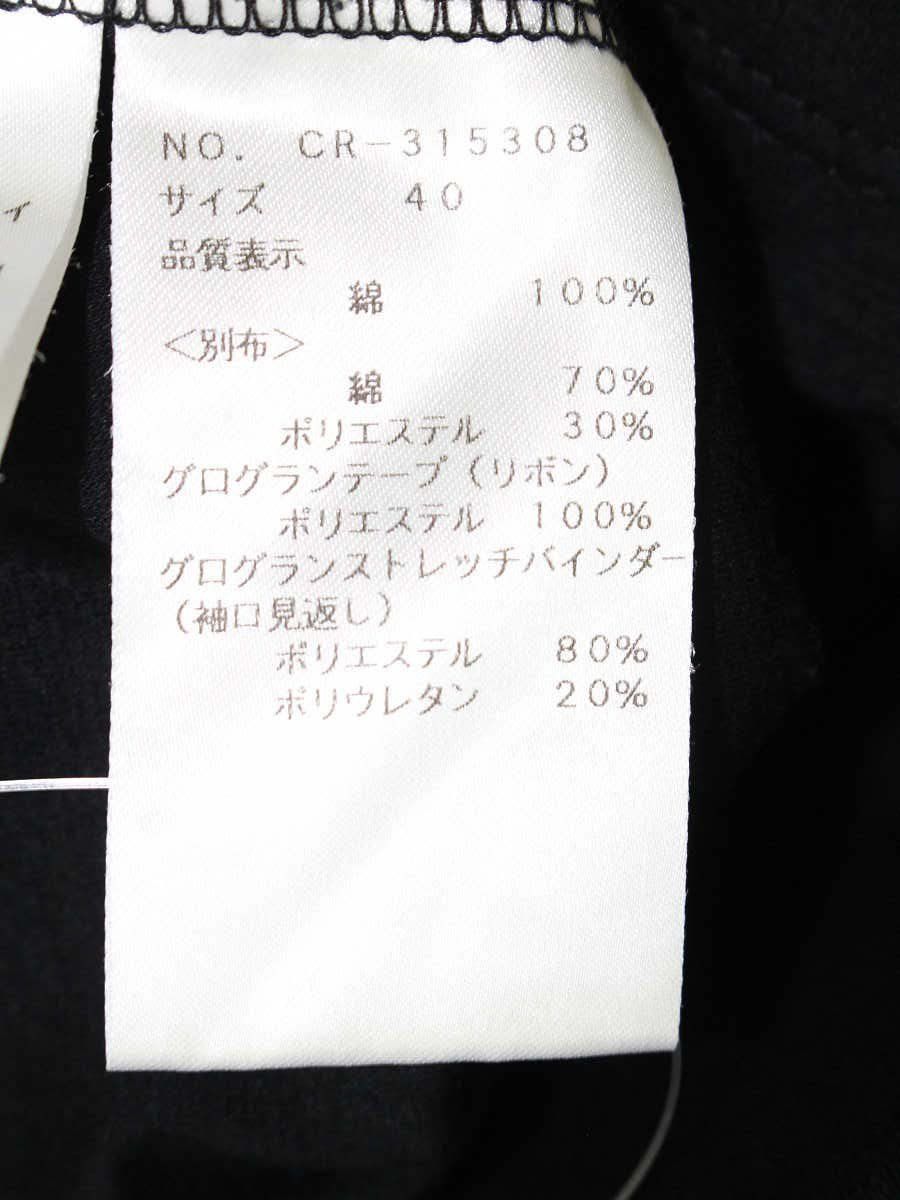 NO. CR-315308
サイズ 40
品質表示
綿 100%
<別布>
綿 70%
ポリエステル 30%
グログランテープ(リボン)
ポリエステル 100%
グログランストレッチバインダー
(袖口見返し)
ポリエステル 80%
ポリウレタン 20%